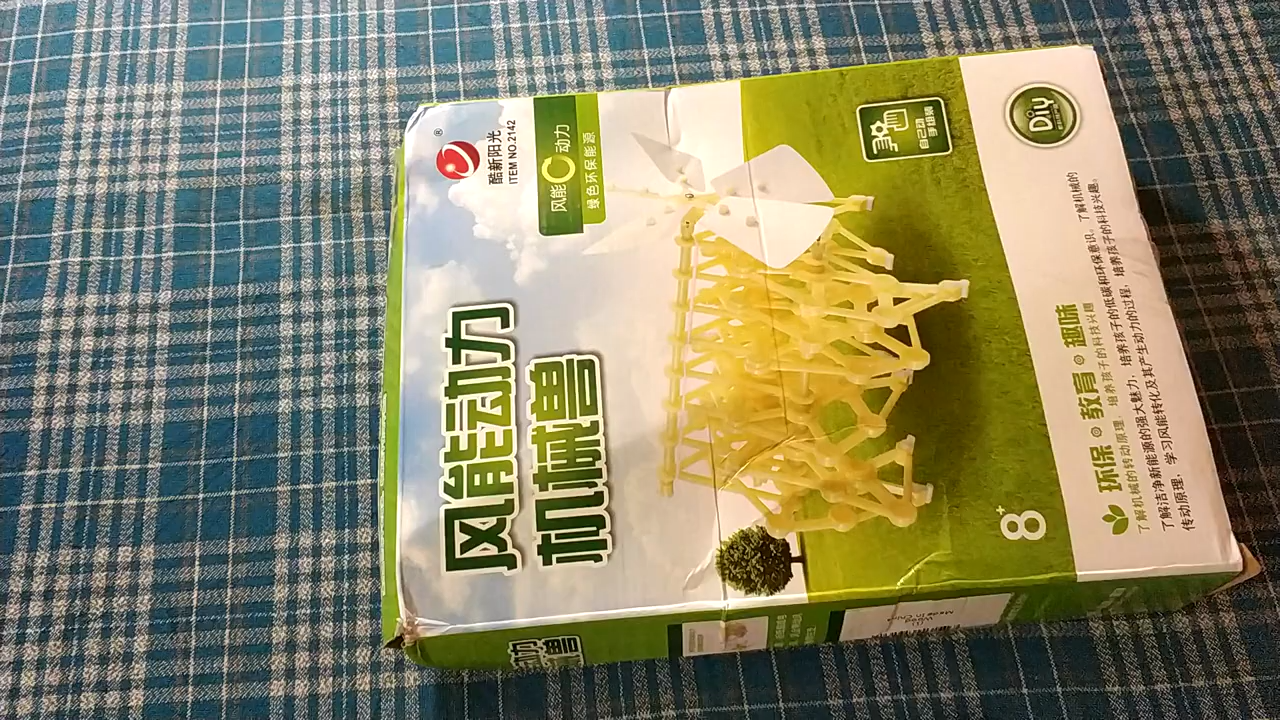 酷新阳光
®
ITEM NO.2142
风能动力
绿色环保能源
风能动力
机械兽
自己动
手组装
Diy
8+
环保 教育 趣味
了解机械的转动原理，培养孩子的科技兴趣
了解洁净新能源的强大魅力，培养孩子的低碳和环保意识。了解机械的
传动原理，学习风能转化及其产生动力的过程，培养孩子的科技兴趣。